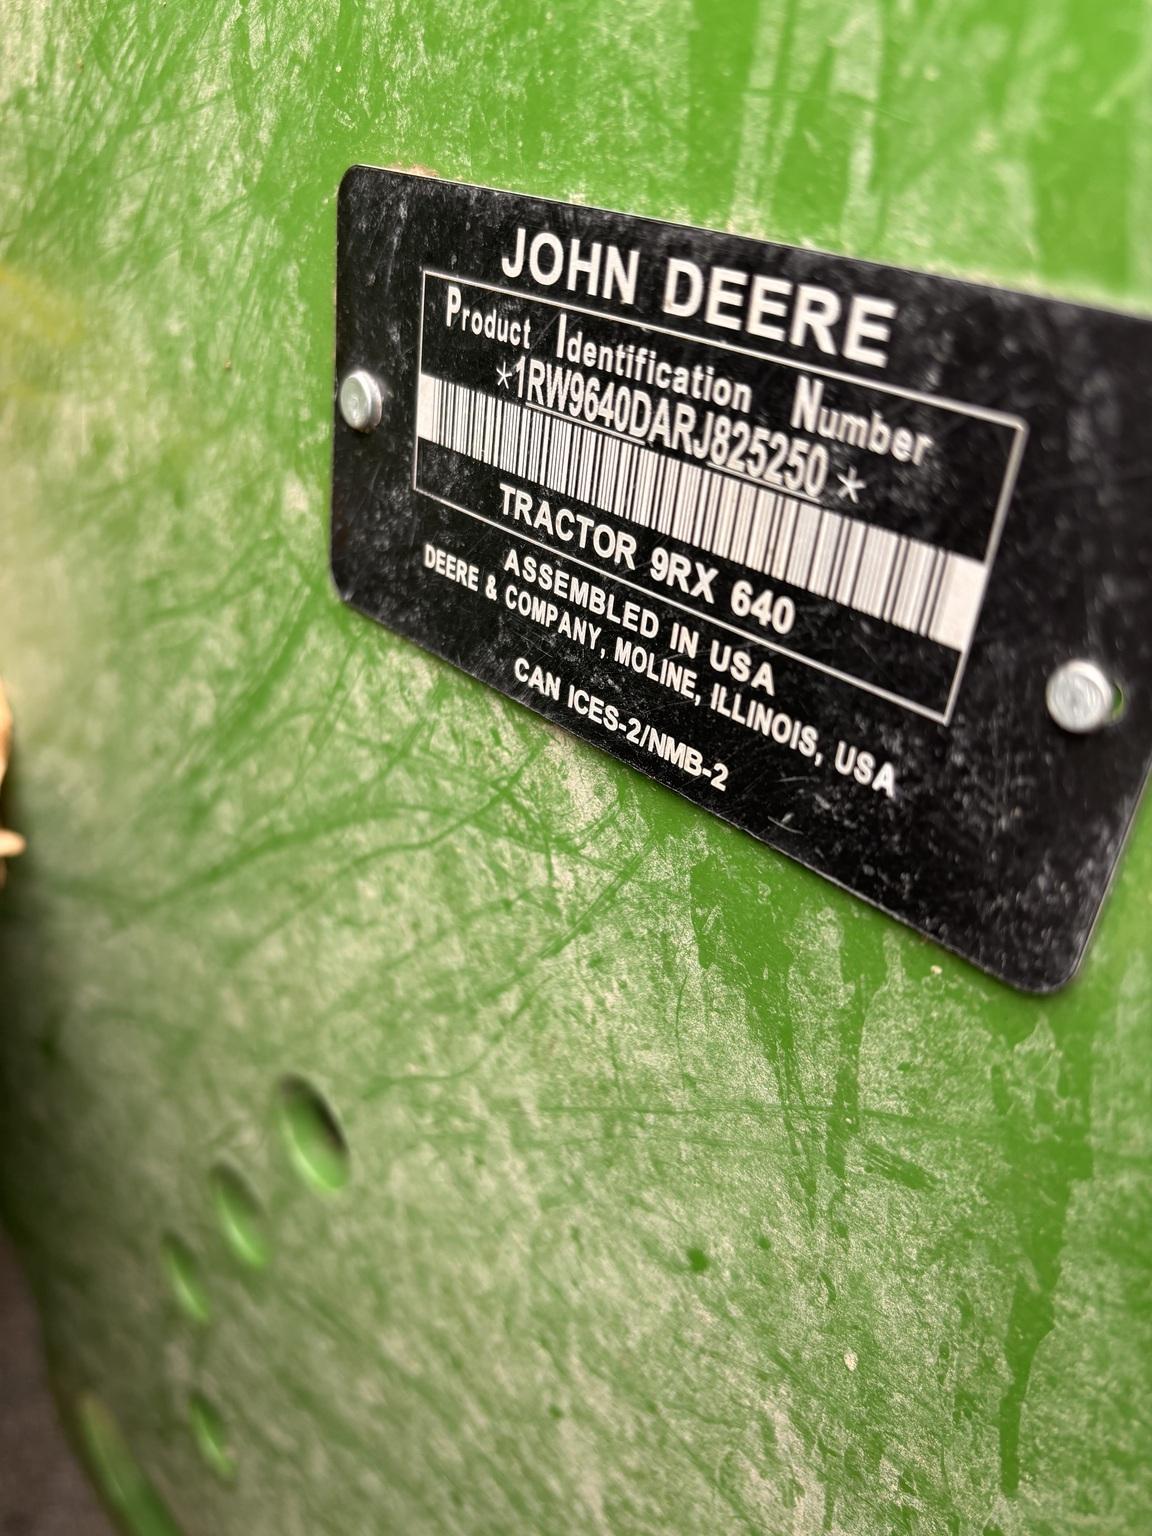 JOHN DEERE
Product Identification Number
*1RW9640DARJ825250*
TRACTOR 9RX 640
ASSEMBLED IN USA
DEERE & COMPANY, MOLINE, ILLINOIS, USA
CAN ICES-2/NMB-2